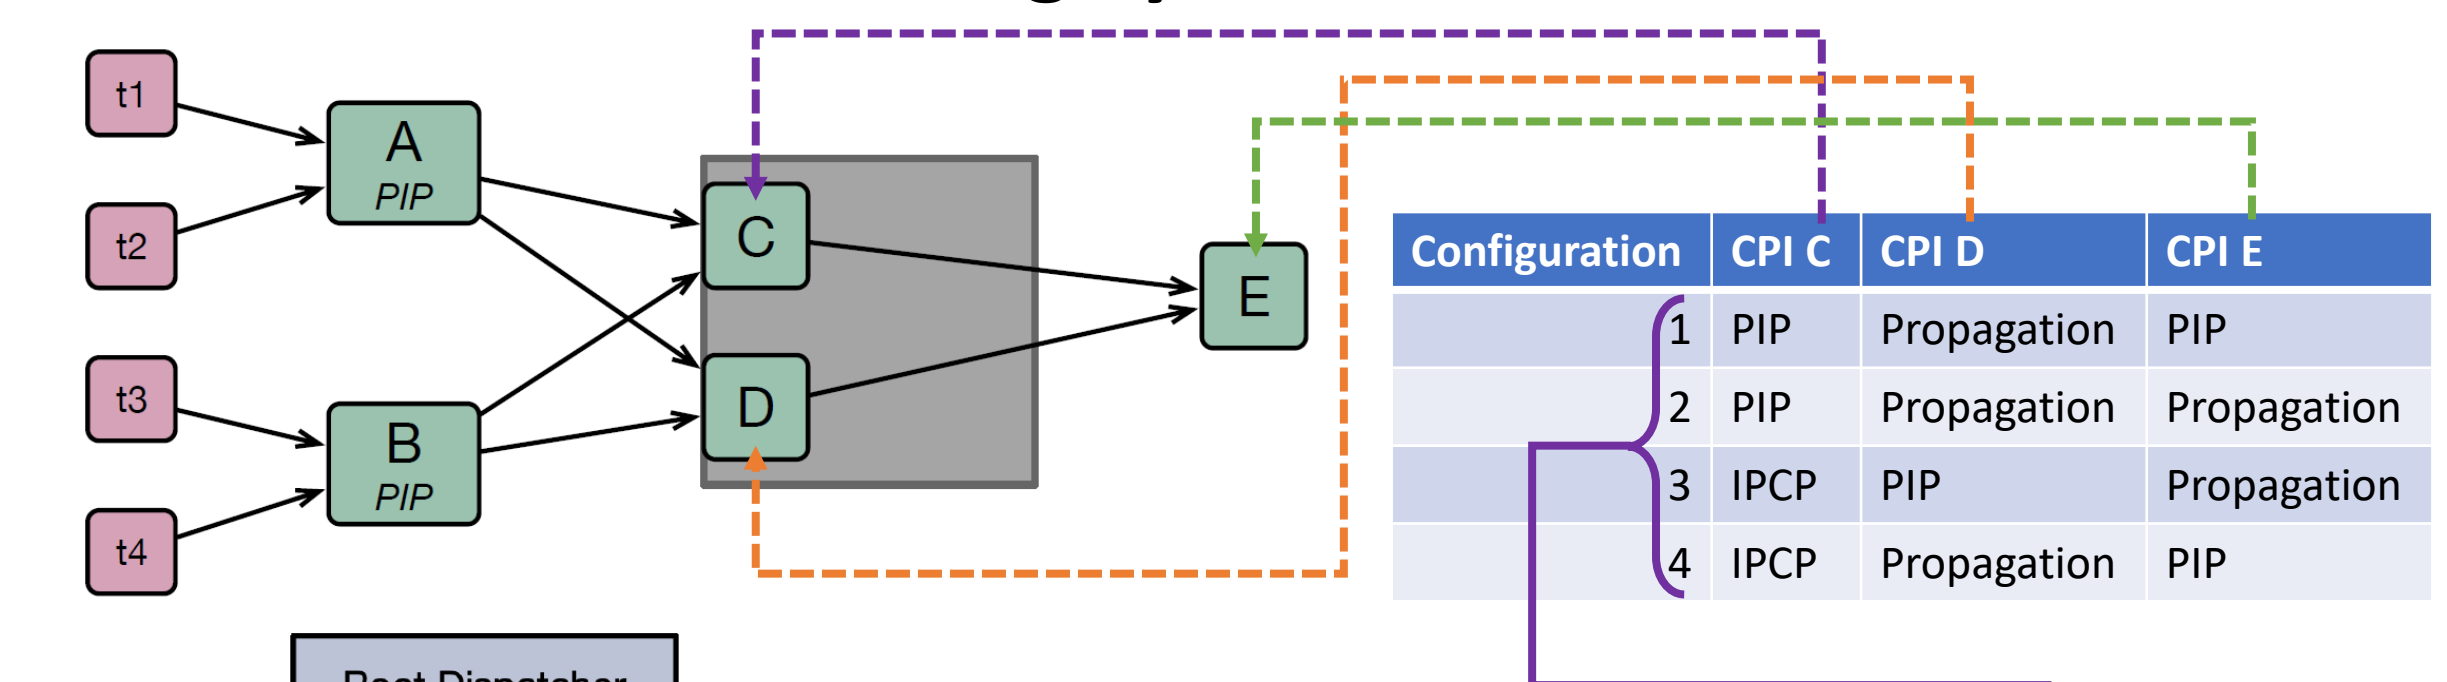 t1
t2
t3
t4
A
PIP
B
PIP
C
D
E
Configuration CPI C CPI D CPI E
1 PIP Propagation PIP
2 PIP Propagation Propagation
3 IPCP PIP Propagation
4 IPCP Propagation PIP